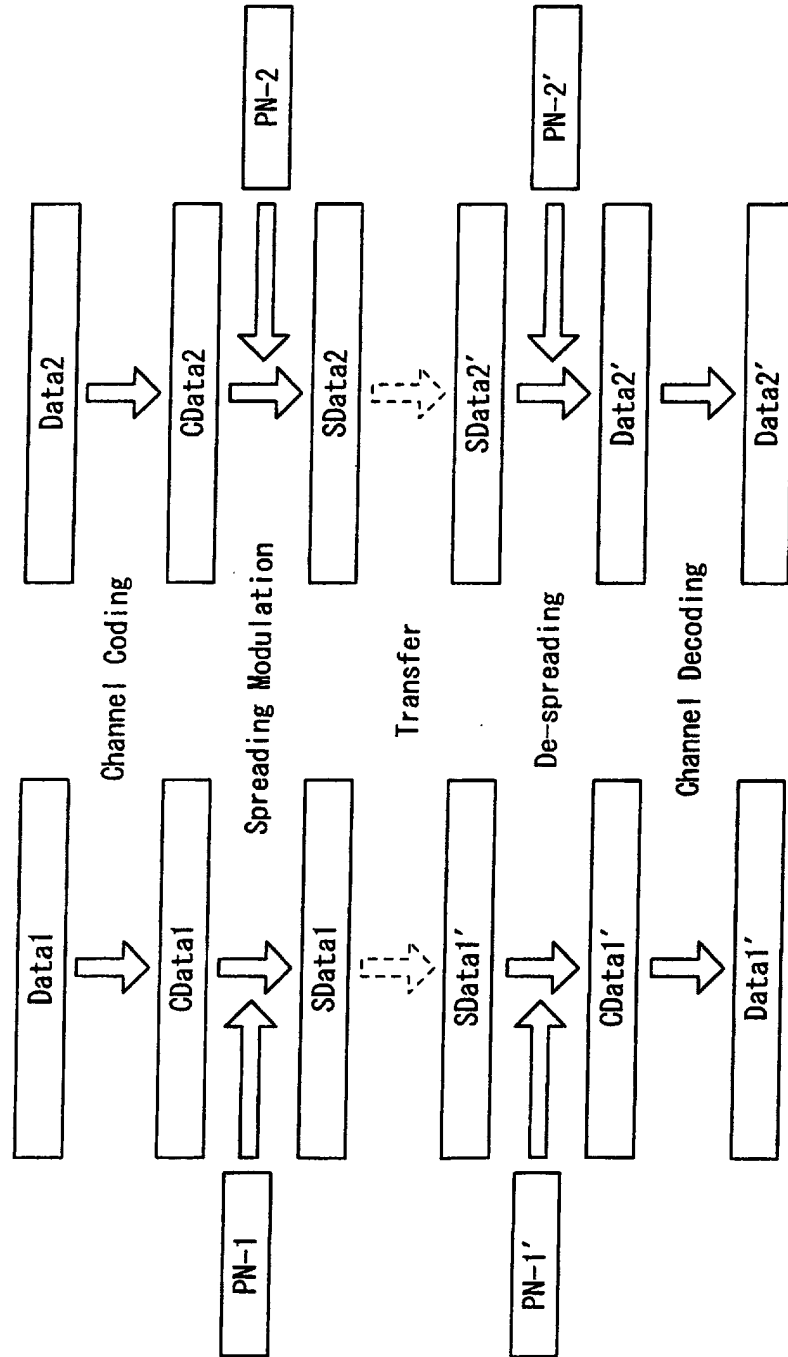 Data1
Data2
Channel Coding
CData1
CData2
PN-1
PN-2
Spreading Modulation
SData1
SData2
Transfer
SData1'
SData2'
PN-1'
PN-2'
De-spreading
CData1'
Data2'
Channel Decoding
Data1'
Data2'